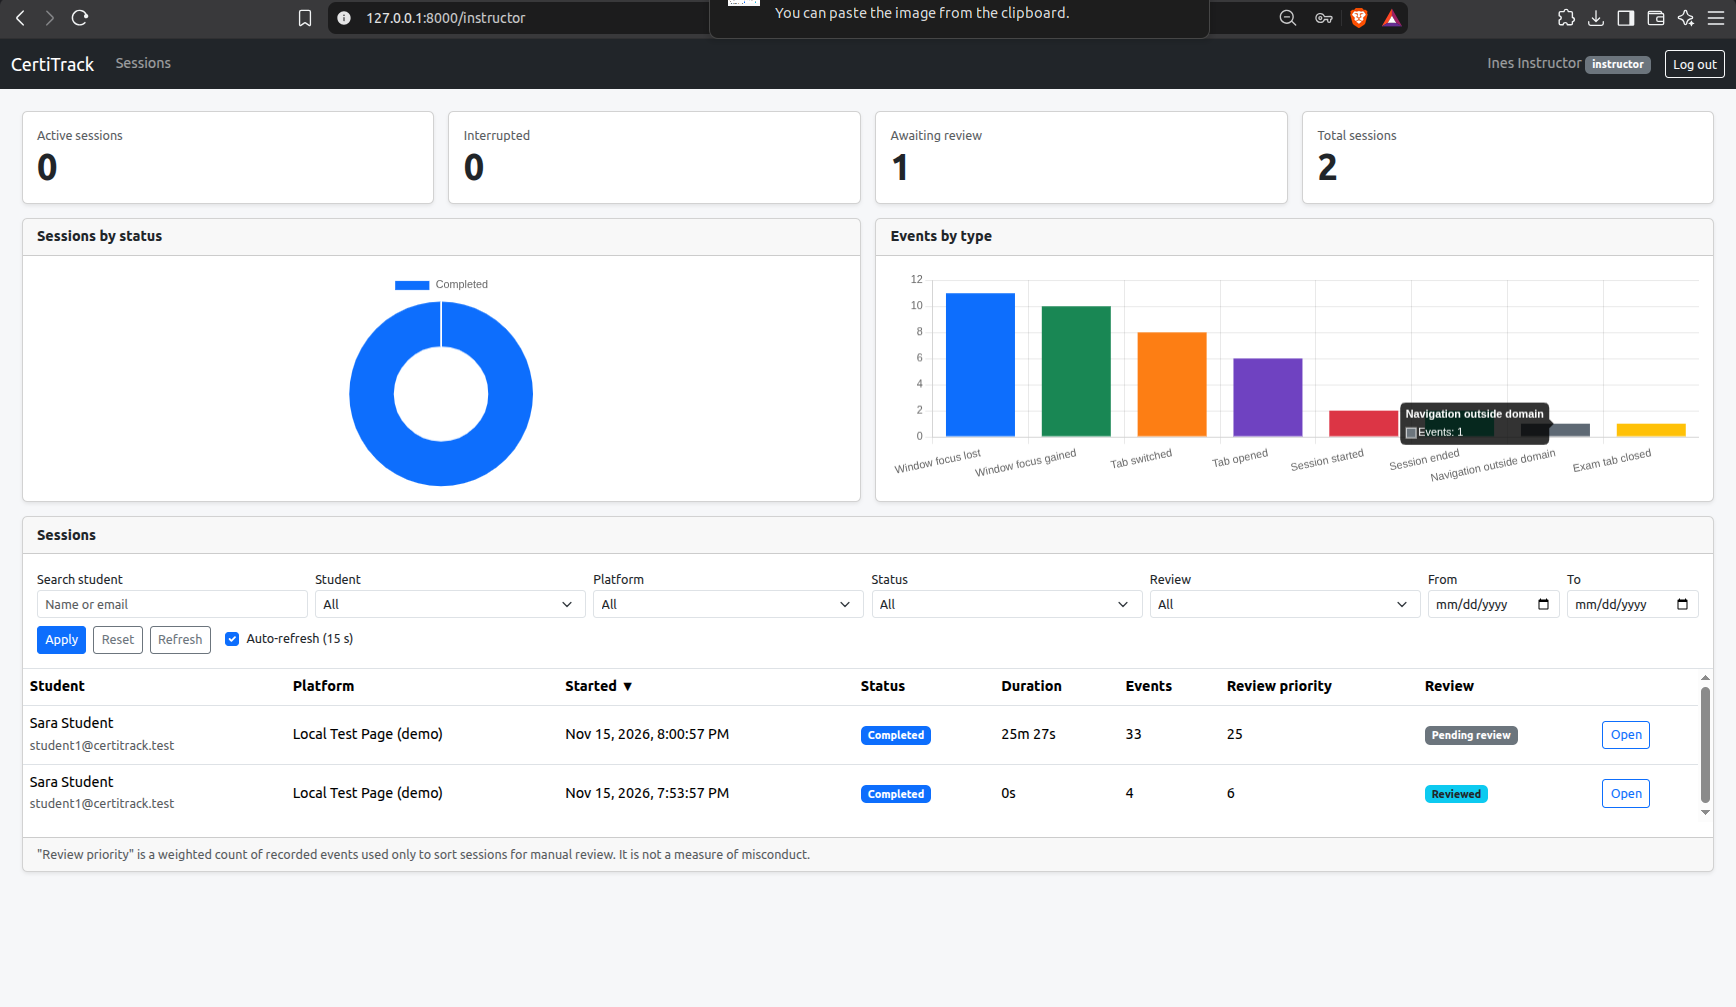 127.0.0.1:8000/instructor
You can paste the image from the clipboard.
CertiTrack Sessions Ines Instructor instructor Log out
Active sessions
0
Interrupted
0
Awaiting review
1
Total sessions
2
Sessions by status
Completed
Events by type
12
10
8
6
4
2
0
Navigation outside domain
Events: 1
Window focus lost
Window focus gained
Tab switched
Tab opened
Session started
Session ended
Navigation outside domain
Exam tab closed
Sessions
Search student Student Platform Status Review From To
Name or email All All All All mm/dd/yyyy mm/dd/yyyy
Apply Reset Refresh Auto-refresh (15 s)
Student Platform Started ▼ Status Duration Events Review priority Review
Sara Student
student1@certitrack.test
Local Test Page (demo) Nov 15, 2026, 8:00:57 PM Completed 25m 27s 33 25 Pending review Open
Sara Student
student1@certitrack.test
Local Test Page (demo) Nov 15, 2026, 7:53:57 PM Completed 0s 4 6 Reviewed Open
"Review priority" is a weighted count of recorded events used only to sort sessions for manual review. It is not a measure of misconduct.